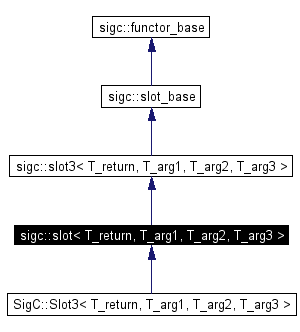 sigc::functor_base
sigc::slot_base
sigc::slot3< T_return, T_arg1, T_arg2, T_arg3 >
sigc::slot< T_return, T_arg1, T_arg2, T_arg3 >
SigC::Slot3< T_return, T_arg1, T_arg2, T_arg3 >